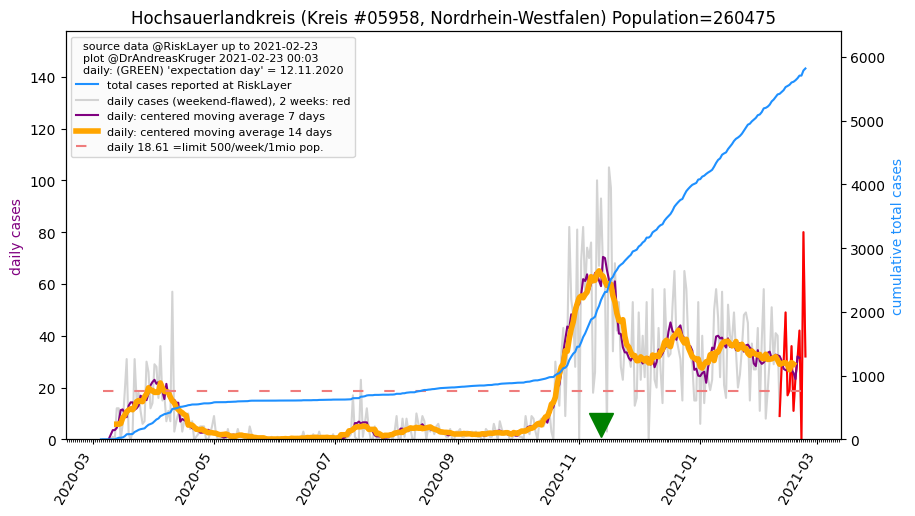 Hochsauerlandkreis (Kreis #05958, Nordrhein-Westfalen) Population=260475
source data @RiskLayer up to 2021-02-23
plot @DrAndreasKruger 2021-02-23 00:03
daily: (GREEN) 'expectation day' = 12.11.2020
total cases reported at RiskLayer
daily cases (weekend-flawed), 2 weeks: red
daily: centered moving average 7 days
daily: centered moving average 14 days
daily 18.61 =limit 500/week/1mio pop.
daily cases
140
120
100
80
60
40
20
0
6000
5000
4000
3000
2000
1000
0
cumulative total cases
2020-03
2020-05
2020-07
2020-09
2020-11
2021-01
2021-03